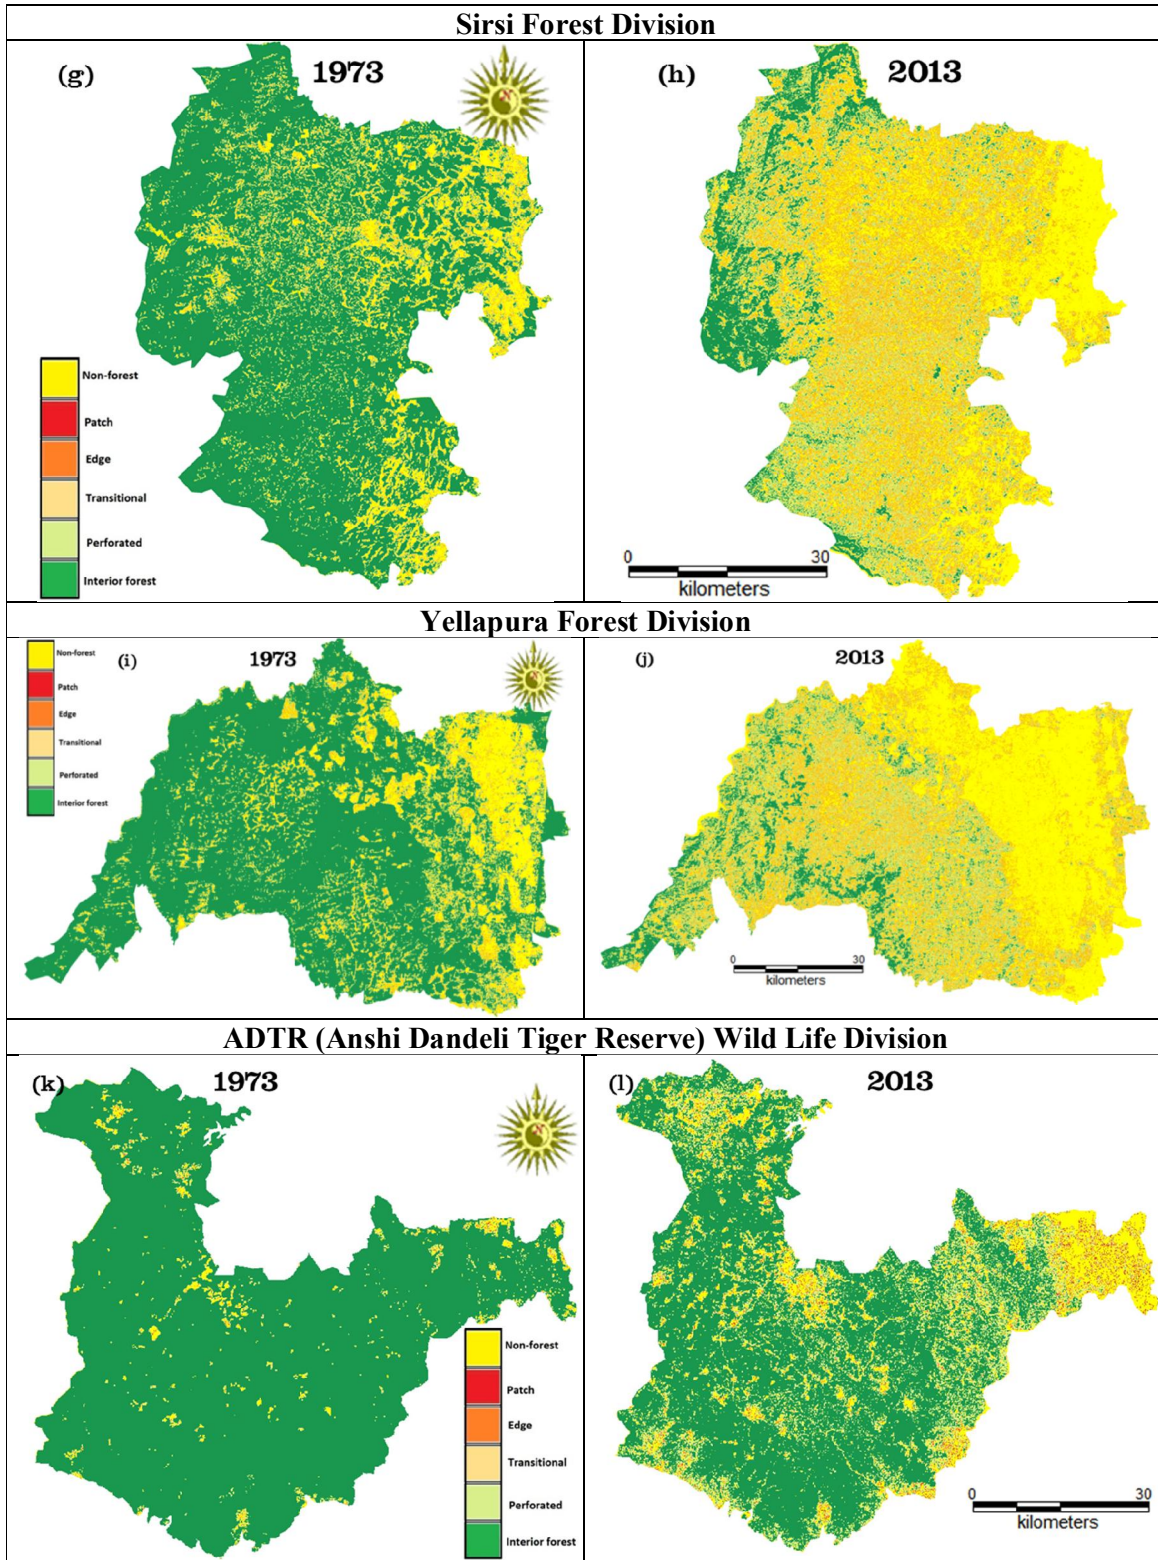 Sirsi Forest Division
(g) 1973
(h) 2013
Non-forest
Patch
Edge
Transitional
Perforated
Interior forest
0 30
kilometers
Yellapura Forest Division
Non-forest
Patch
Edge
Transitional
Perforated
Interior forest
(i) 1973
(j) 2013
0 30
kilometers
ADTR (Anshi Dandeli Tiger Reserve) Wild Life Division
(k) 1973
(l) 2013
Non-forest
Patch
Edge
Transitional
Perforated
Interior forest
0 30
kilometers